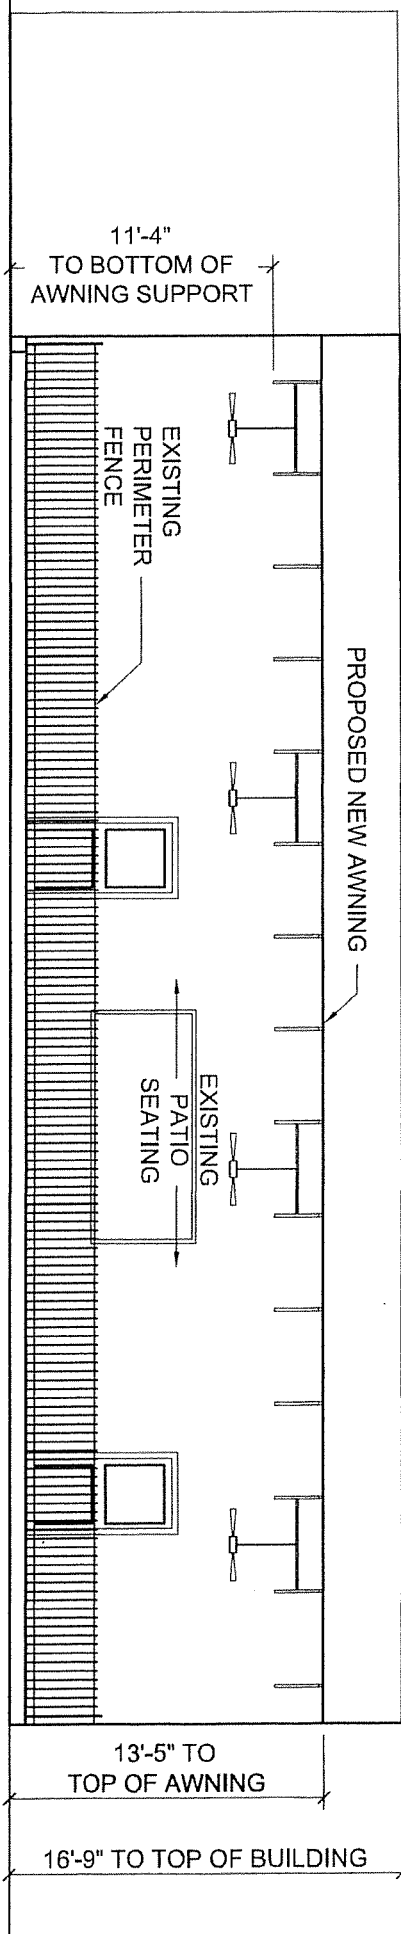 11'-4"
TO BOTTOM OF
AWNING SUPPORT
EXISTING
PERIMETER
FENCE
PROPOSED NEW AWNING
EXISTING
PATIO
SEATING
13'-5" TO
TOP OF AWNING
16'-9" TO TOP OF BUILDING